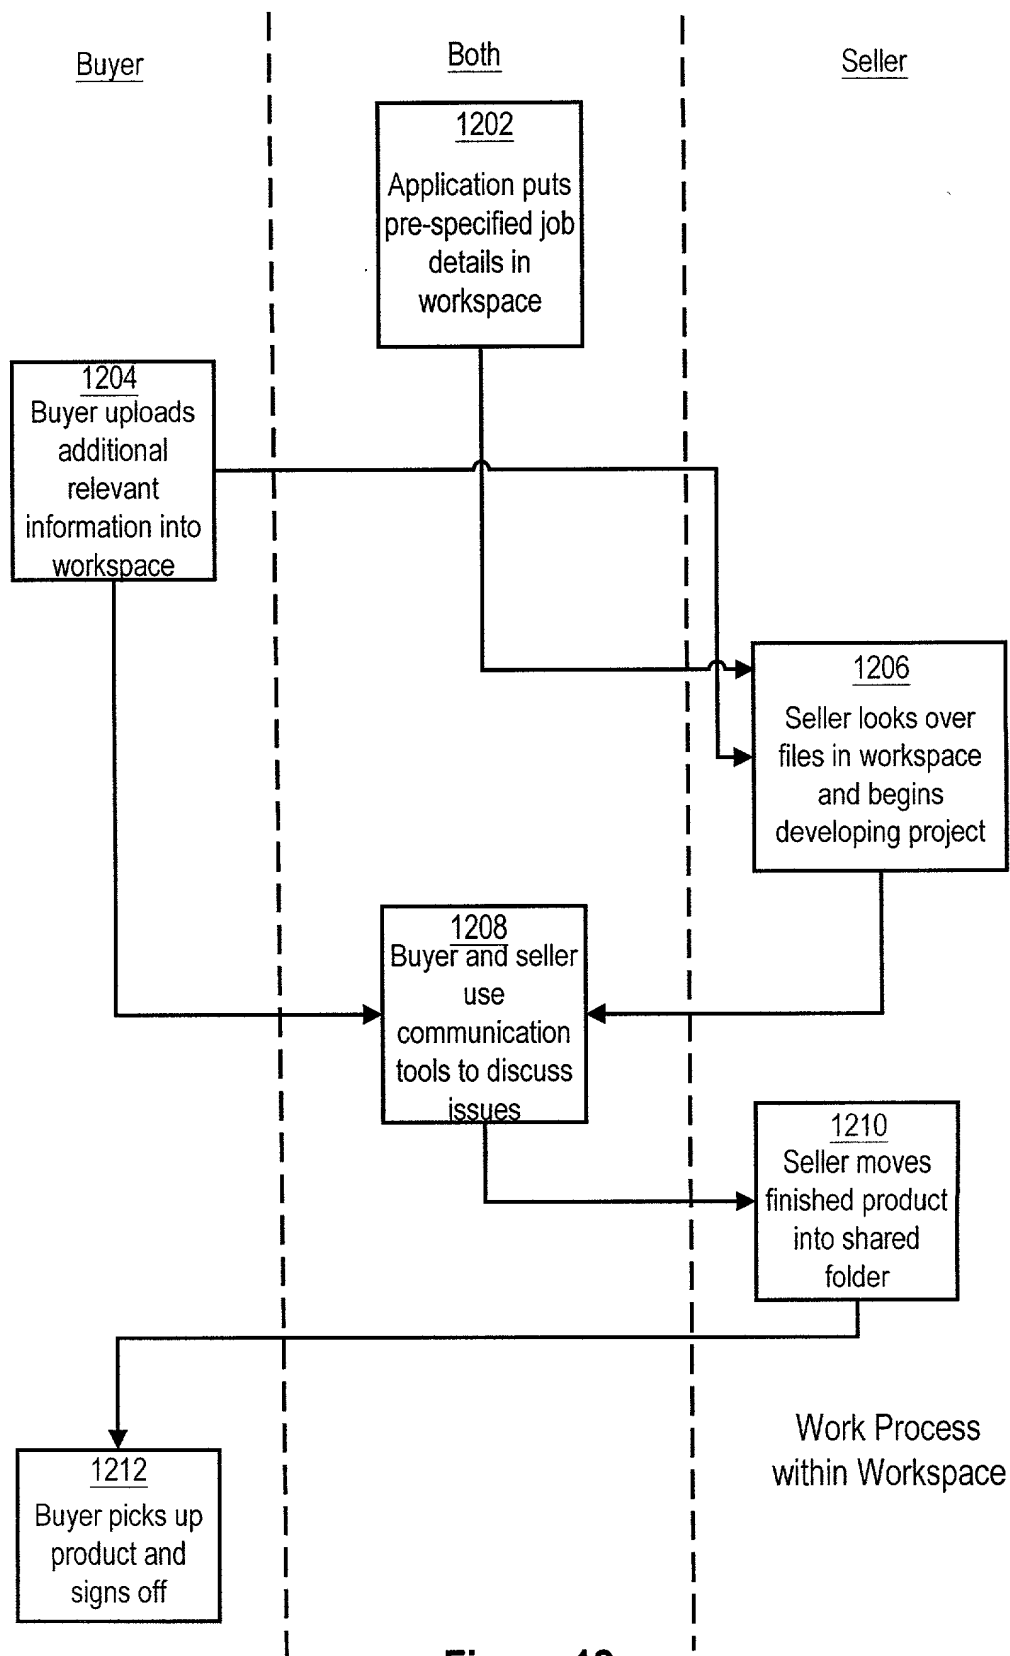 Buyer
Both
Seller
1202
Application puts
pre-specified job
details in
workspace
1204
Buyer uploads
additional
relevant
information into
workspace
1206
Seller looks over
files in workspace
and begins
developing project
1208
Buyer and seller
use
communication
tools to discuss
issues
1210
Seller moves
finished product
into shared
folder
Work Process
within Workspace
1212
Buyer picks up
product and
signs off